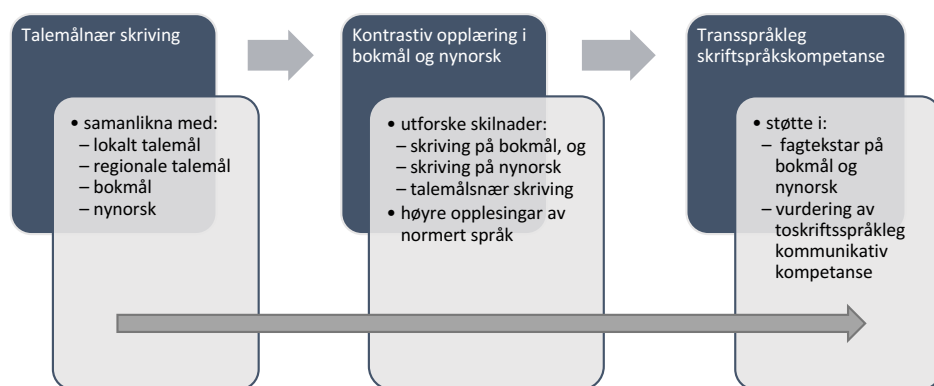 Talemålnær skriving
• samanlikna med:
– lokalt talemål
– regionale talemål
– bokmål
– nynorsk
Kontrastiv opplæring i
bokmål og nynorsk
• utforske skilnader:
– skriving på bokmål, og
– skriving på nynorsk
– talemålsnær skriving
• høyre opplesingar av
normert språk
Transspråkleg
skriftspråkskompetanse
• støtte i:
– fagtekstar på
bokmål og
nynorsk
– vurdering av
toskriftsspråkleg
kommunikativ
kompetanse